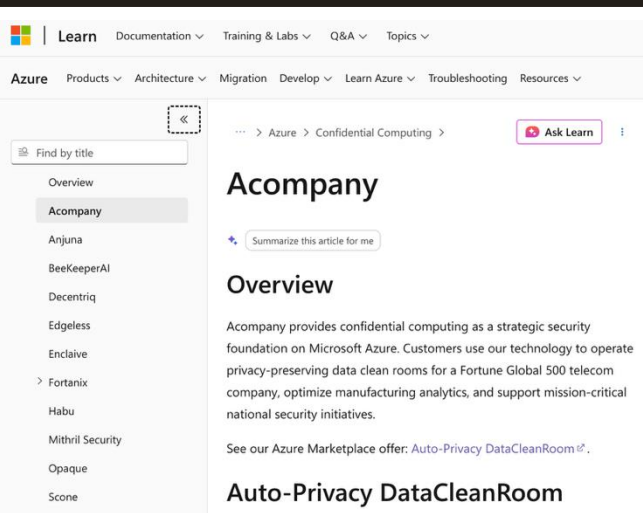 Learn Documentation Training & Labs Q&A Topics
Azure Products Architecture Migration Develop Learn Azure Troubleshooting Resources
«
Find by title
Overview
Acompany
Anjuna
BeeKeeperAI
Decentriq
Edgeless
Enclaive
> Fortanix
Habu
Mithril Security
Opaque
Scone
··· > Azure > Confidential Computing >
Ask Learn
Acompany
Summarize this article for me
Overview
Acompany provides confidential computing as a strategic security
foundation on Microsoft Azure. Customers use our technology to operate
privacy-preserving data clean rooms for a Fortune Global 500 telecom
company, optimize manufacturing analytics, and support mission-critical
national security initiatives.
See our Azure Marketplace offer: Auto-Privacy DataCleanRoom.
Auto-Privacy DataCleanRoom